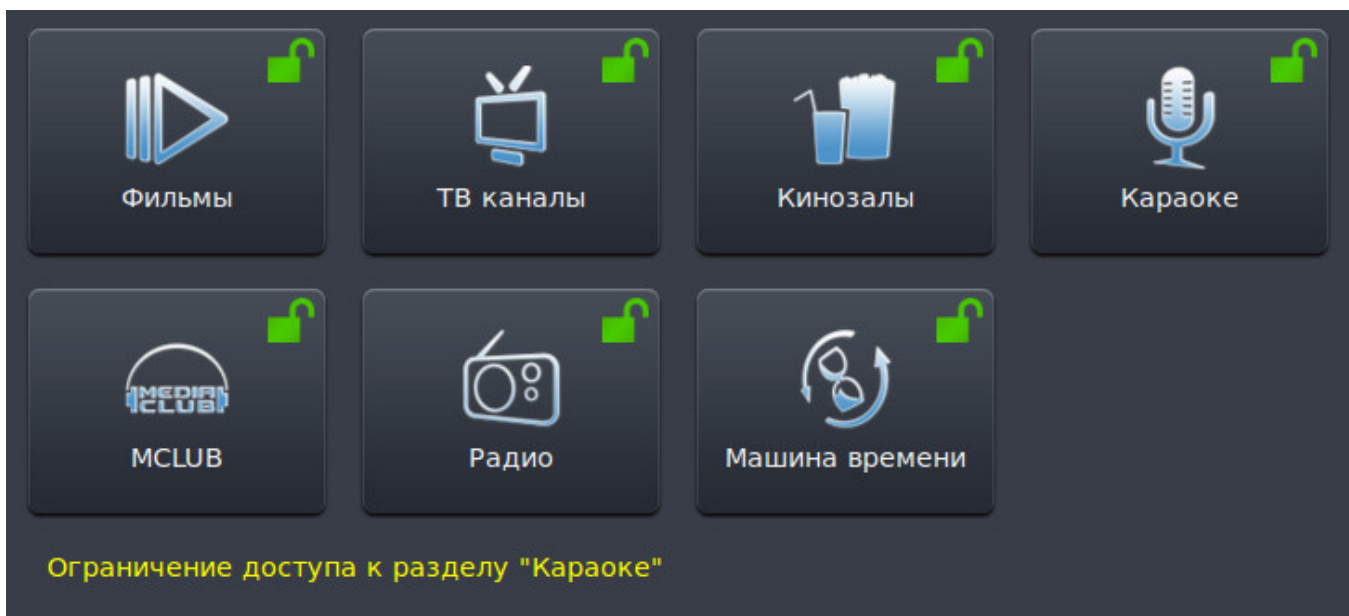 Фильмы
ТВ каналы
Кинозалы
Караоке
MEDIA
CLUB
MCLUB
Радио
Машина времени
Ограничение доступа к разделу "Караоке"